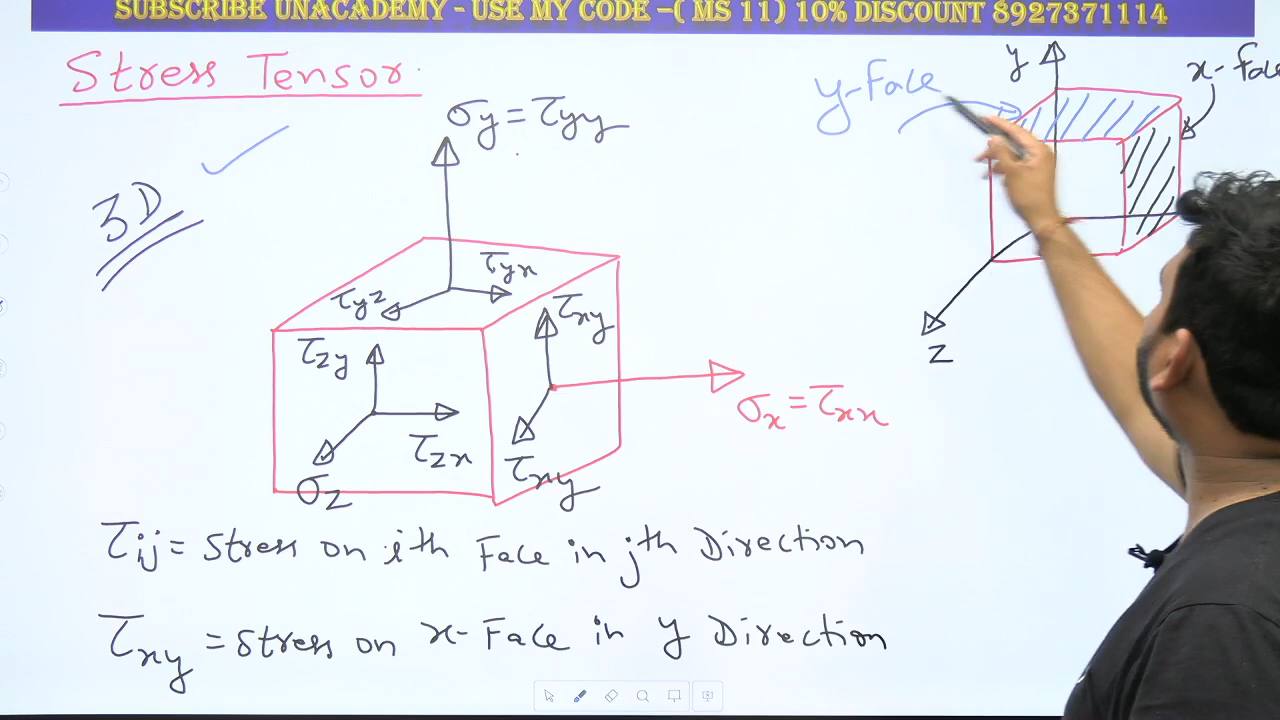 SUBSCRIBE UNACADEMY - USE MY CODE –( MS 11) 10% DISCOUNT 8927371114
Stress Tensor
3D
σy = τyy
τyx
τyz
τxy
τzy
τzx
σz
τxy
σx = τxx
y-Face
y
x-Face
z
τij = Stress on ith Face in jth Direction
τxy = Stress on x-Face in y Direction